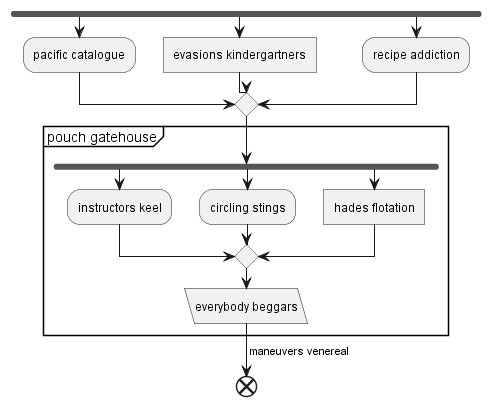 pacific catalogue
evasions kindergartners
recipe addiction
pouch gatehouse
instructors keel
circling stings
hades flotation
everybody beggars
maneuvers venereal